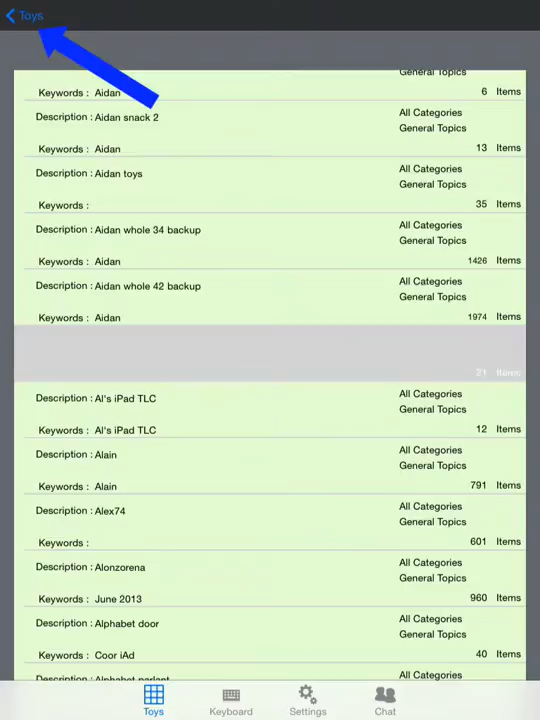 Toys
General Topics
Keywords : Aidan 6 Items
Description : Aidan snack 2 All Categories
General Topics
Keywords : Aidan 13 Items
Description : Aidan toys All Categories
General Topics
Keywords : 35 Items
Description : Aidan whole 34 backup All Categories
General Topics
Keywords : Aidan 1426 Items
Description : Aidan whole 42 backup All Categories
General Topics
Keywords : Aidan 1974 Items
21 Items
Description : Al's iPad TLC All Categories
General Topics
Keywords : Al's iPad TLC 12 Items
Description : Alain All Categories
General Topics
Keywords : Alain 791 Items
Description : Alex74 All Categories
General Topics
Keywords : 601 Items
Description : Alonzorena All Categories
General Topics
Keywords : June 2013 960 Items
Description : Alphabet door All Categories
General Topics
Keywords : Coor iAd 40 Items
Description : Alphabet parlant All Categories
Toys Keyboard Settings Chat